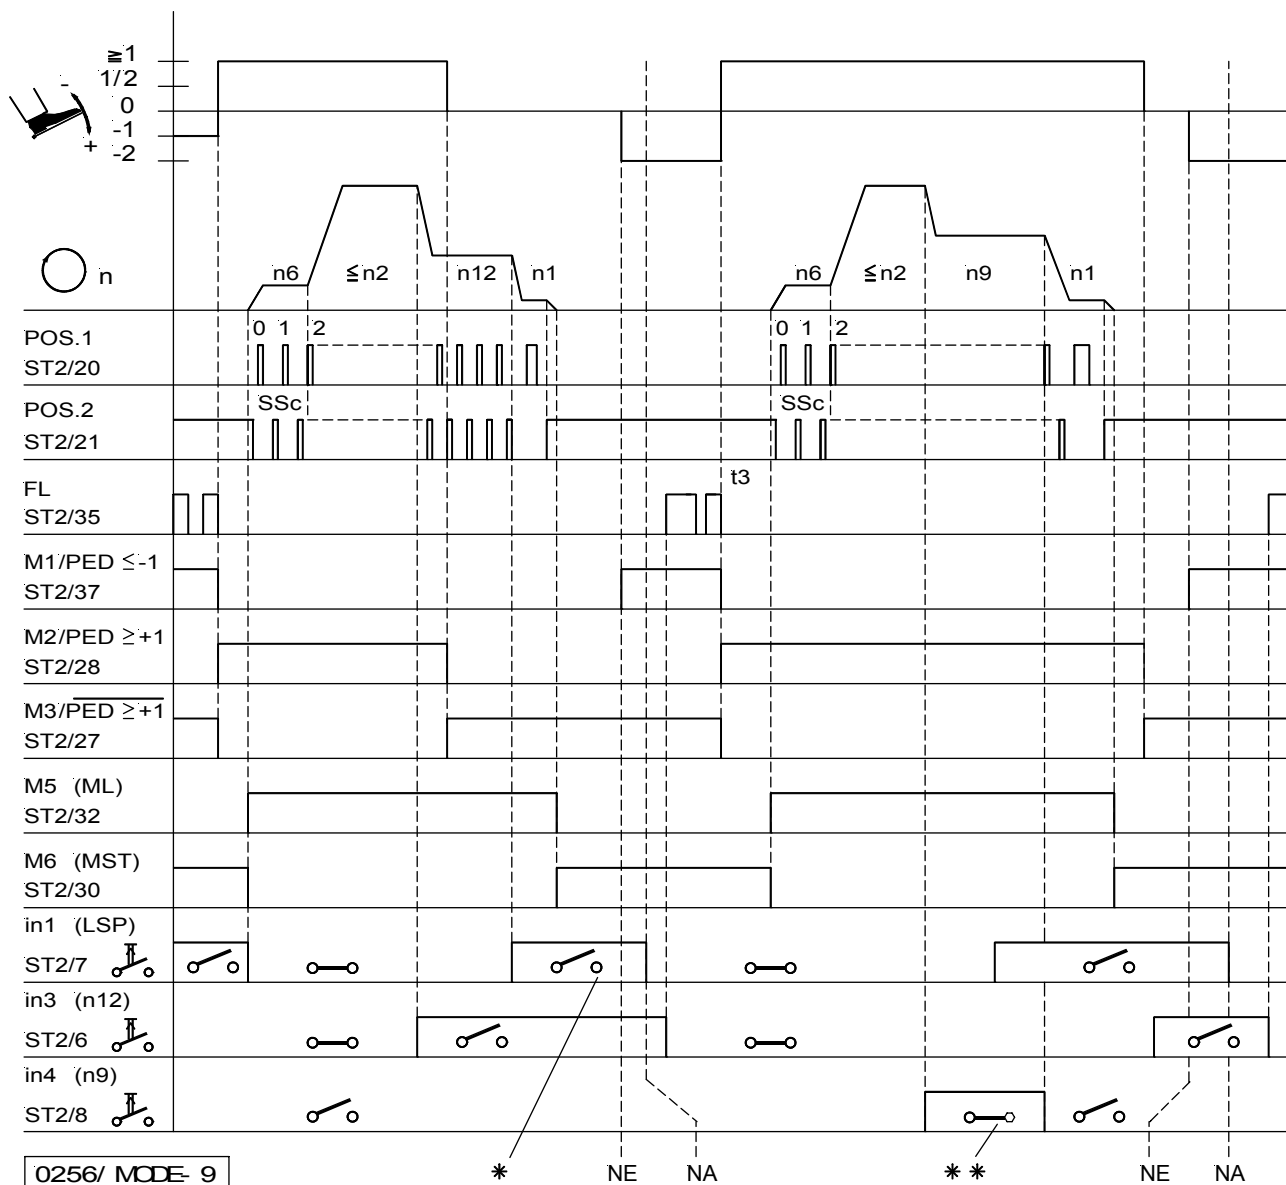 ≧1
1/2
0
-1
-2
-
+
n
n6 ≦n2 n12 n1 n6 ≦n2 n9 n1
POS.1 0 1 2 0 1 2
ST2/20
POS.2 SSc SSc
ST2/21
FL t3
ST2/35
M1/PED ≤-1
ST2/37
M2/PED ≥+1
ST2/28
M3/PED ≥+1
ST2/27
M5 (ML)
ST2/32
M6 (MST)
ST2/30
in1 (LSP)
ST2/7
in3 (n12)
ST2/6
in4 (n9)
ST2/8
0256/ MODE- 9 * NE NA * * NE NA